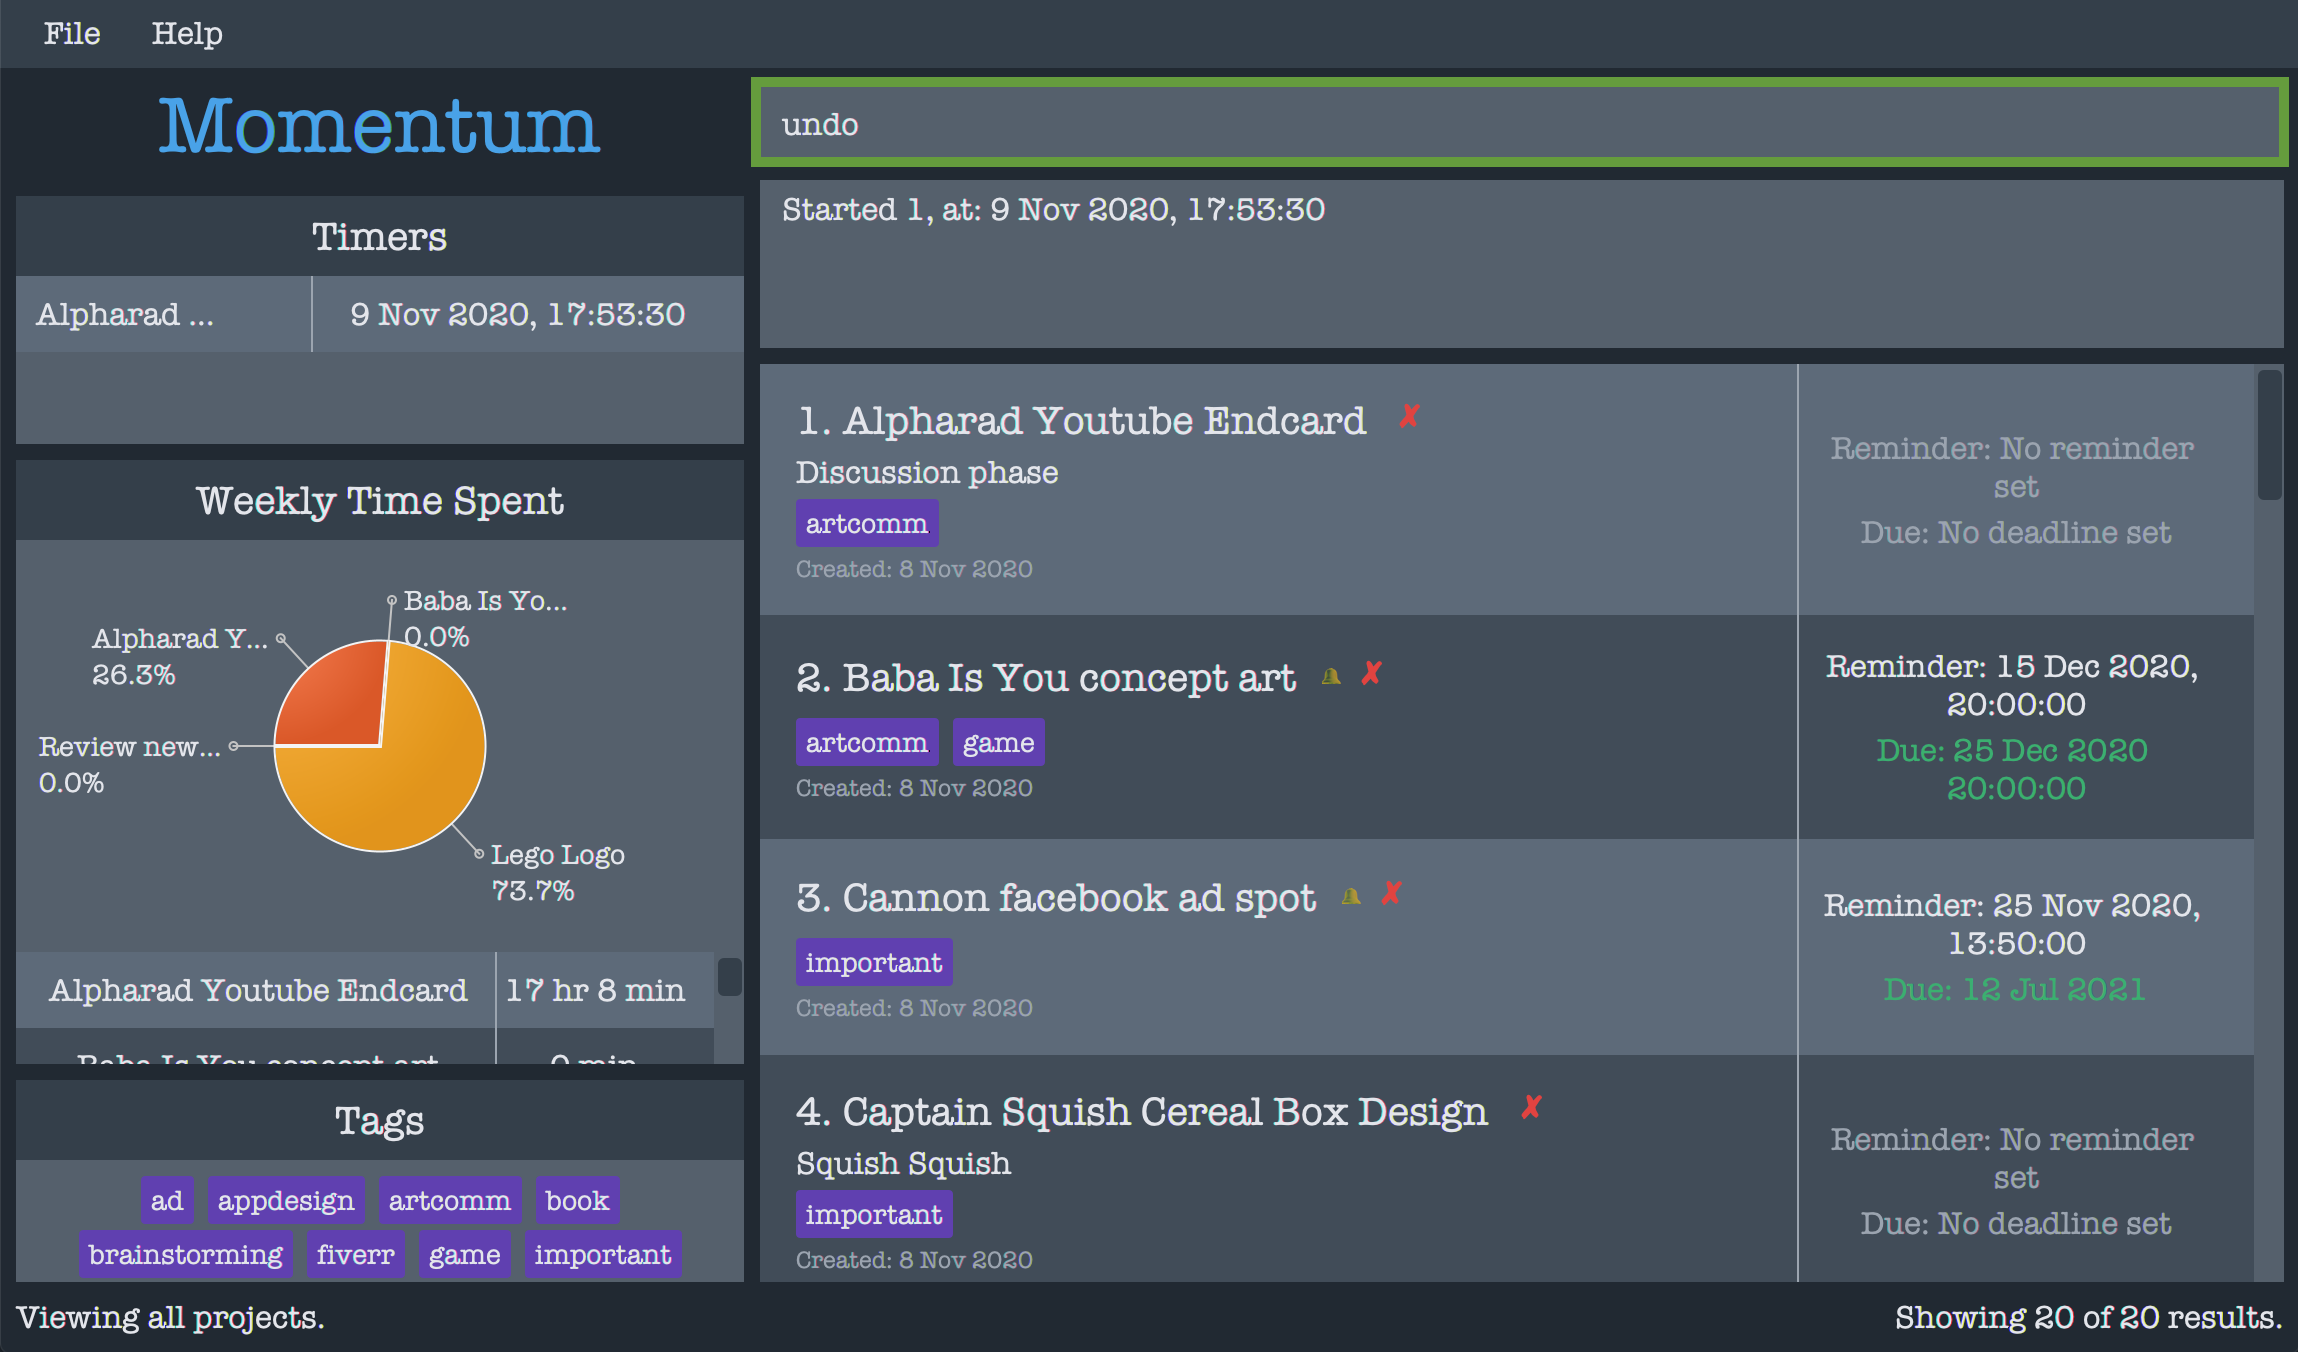 File Help
Momentum
undo
Started 1, at: 9 Nov 2020, 17:53:30
Timers
Alpharad ... 9 Nov 2020, 17:53:30
Weekly Time Spent
Baba Is Yo...
0.0%
Alpharad Y...
26.3%
Review new...
0.0%
Lego Logo
73.7%
Alpharad Youtube Endcard 17 hr 8 min
Baba Is You concept art 0 min
Tags
ad appdesign artcomm book
brainstorming fiverr game important
1. Alpharad Youtube Endcard ✘
Discussion phase
artcomm
Created: 8 Nov 2020
Reminder: No reminder
set
Due: No deadline set
2. Baba Is You concept art 🔔 ✘
artcomm game
Created: 8 Nov 2020
Reminder: 15 Dec 2020,
20:00:00
Due: 25 Dec 2020
20:00:00
3. Cannon facebook ad spot 🔔 ✘
important
Created: 8 Nov 2020
Reminder: 25 Nov 2020,
13:50:00
Due: 12 Jul 2021
4. Captain Squish Cereal Box Design ✘
Squish Squish
important
Created: 8 Nov 2020
Reminder: No reminder
set
Due: No deadline set
Viewing all projects.
Showing 20 of 20 results.